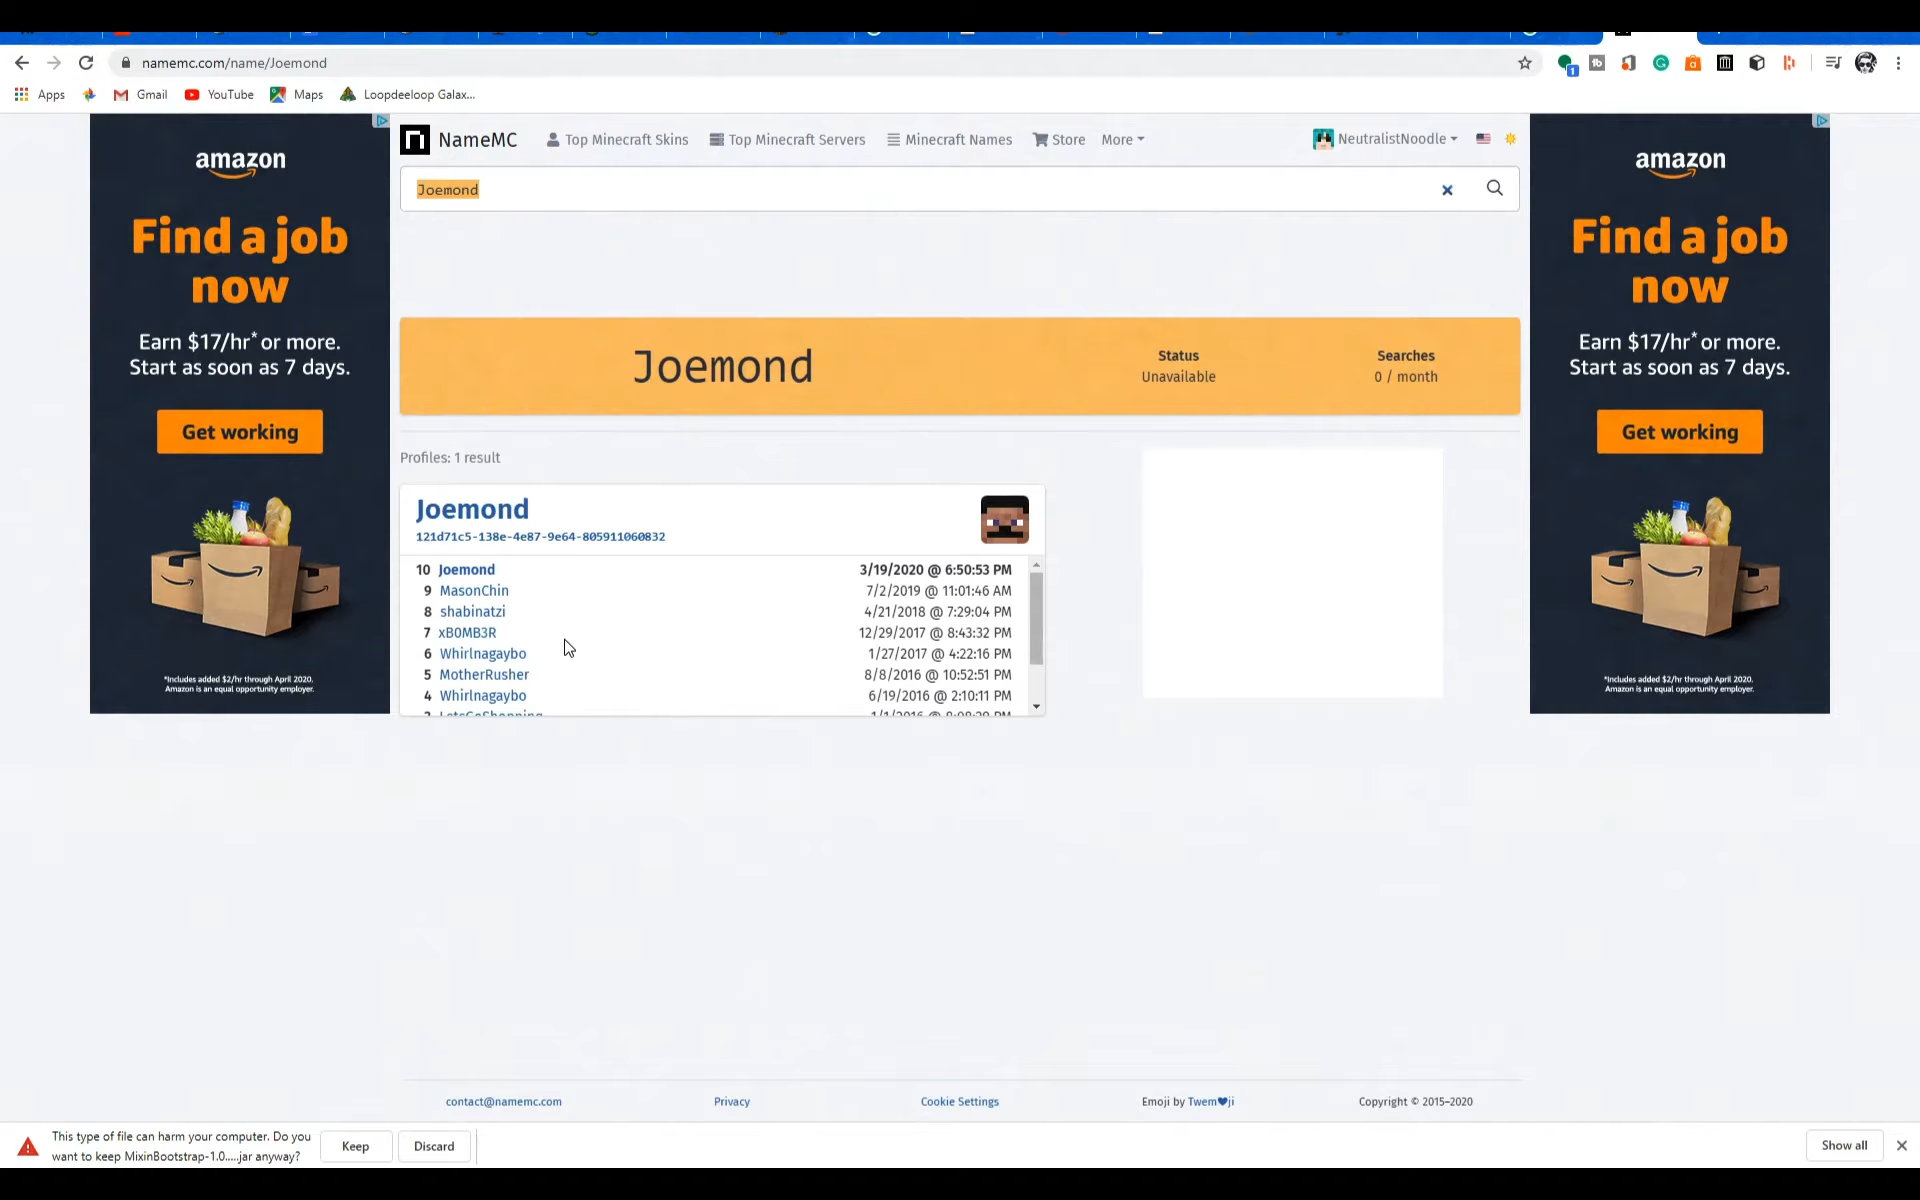 namemc.com/name/Joemond
Apps
Gmail
YouTube
Maps
Loopdeeloop Galax...
1
amazon
Find a job
now
Earn $17/hr* or more.
Start as soon as 7 days.
Get working
*Includes added $2/hr through April 2020.
Amazon is an equal opportunity employer.
NameMC
Top Minecraft Skins
Top Minecraft Servers
Minecraft Names
Store
More
NeutralistNoodle
Joemond
Joemond
Status
Unavailable
Searches
0 / month
Profiles: 1 result
Joemond
121d71c5-138e-4e87-9e64-805911060832
10 Joemond 3/19/2020 @ 6:50:53 PM
9 MasonChin 7/2/2019 @ 11:01:46 AM
8 shabinatzi 4/21/2018 @ 7:29:04 PM
7 xB0MB3R 12/29/2017 @ 8:43:32 PM
6 Whirlnagaybo 1/27/2017 @ 4:22:16 PM
5 MotherRusher 8/8/2016 @ 10:52:51 PM
4 Whirlnagaybo 6/19/2016 @ 2:10:11 PM
amazon
Find a job
now
Earn $17/hr* or more.
Start as soon as 7 days.
Get working
*Includes added $2/hr through April 2020.
Amazon is an equal opportunity employer.
contact@namemc.com
Privacy
Cookie Settings
Emoji by Twem♥ji
Copyright © 2015–2020
This type of file can harm your computer. Do you
want to keep MixinBootstrap-1.0.....jar anyway?
Keep
Discard
Show all